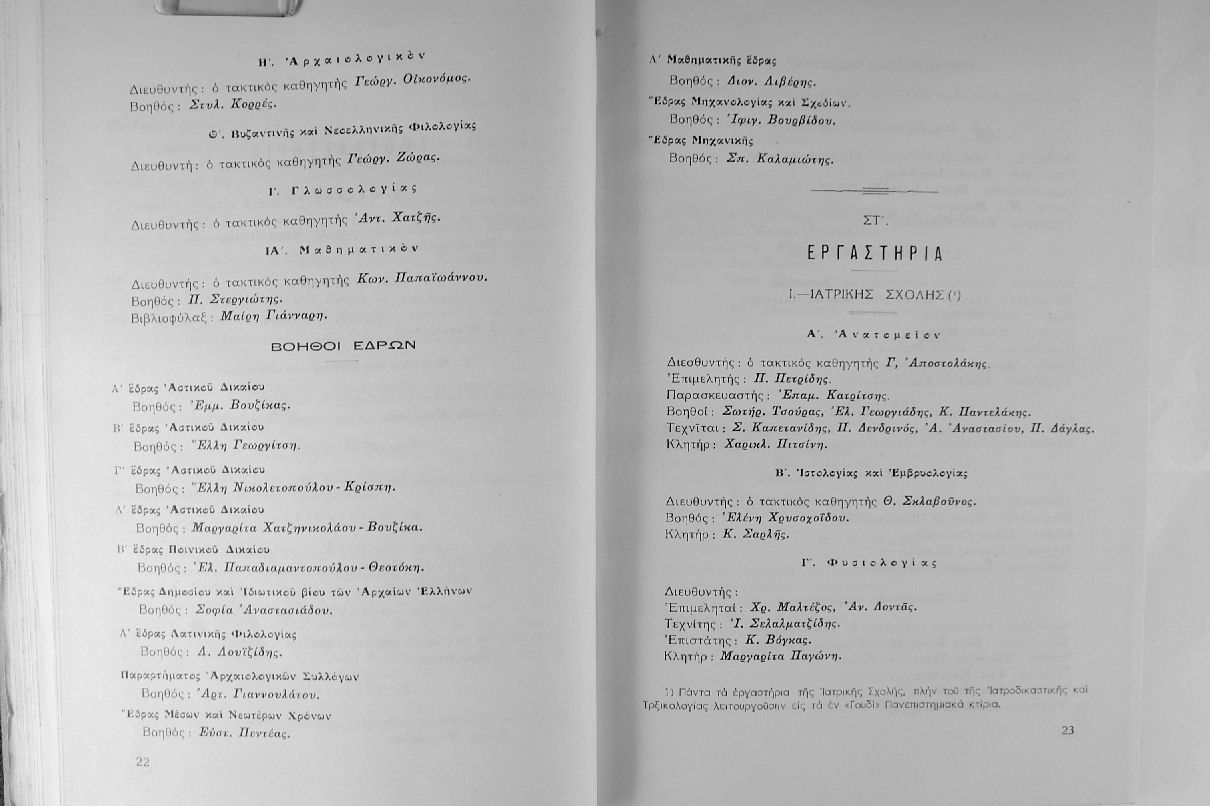 Η΄. Ἀρχαιολογικὸν
Διευθυντής : ὁ τακτικὸς καθηγητὴς Γεώργ. Οἰκονόμος.
Βοηθός : Στυλ. Κορρές.
Θ΄. Βυζαντινῆς καὶ Νεοελληνικῆς Φιλολογίας
Διευθυντή : ὁ τακτικὸς καθηγητὴς Γεώργ. Ζώρας.
Ι΄. Γλωσσολογίας
Διευθυντής : ὁ τακτικὸς καθηγητὴς Ἀντ. Χατζῆς.
ΙΑ΄. Μαθηματικὸν
Διευθυντής : ὁ τακτικὸς καθηγητὴς Κων. Παπαϊωάννου.
Βοηθός : Π. Στεργιώτης.
Βιβλιοφύλαξ : Μαίρη Γιάνναρη.
ΒΟΗΘΟΙ ΕΔΡΩΝ
Α΄ ἕδρας Ἀστικοῦ Δικαίου
Βοηθός : Ἐμμ. Βουζίκας.
Β΄ ἕδρας Ἀστικοῦ Δικαίου
Βοηθός : Ἕλλη Γεωργίτση.
Γ΄ ἕδρας Ἀστικοῦ Δικαίου
Βοηθός : Ἕλλη Νικολετοπούλου - Κρίσπη.
Δ΄ ἕδρας Ἀστικοῦ Δικαίου
Βοηθός : Μαργαρίτα Χατζηνικολάου - Βουζίκα.
Β΄ ἕδρας Ποινικοῦ Δικαίου
Βοηθός : Ἑλ. Παπαδιαμαντοπούλου - Θεοτόκη.
Ἕδρας Δημοσίου καὶ Ἰδιωτικοῦ βίου τῶν Ἀρχαίων Ἑλλήνων
Βοηθός : Σοφία Ἀναστασιάδου.
Α΄ ἕδρας Λατινικῆς Φιλολογίας
Βοηθός : Δ. Λουϊζίδης.
Παραρτήματος Ἀρχαιολογικῶν Συλλόγων
Βοηθός : Ἀρτ. Γιαννουλάτου.
Ἕδρας Μέσων καὶ Νεωτέρων Χρόνων
Βοηθός : Εὐστ. Πεντέας.
22
Α΄ Μαθηματικῆς ἕδρας
Βοηθός : Διον. Λιβέρης.
Ἕδρας Μηχανολογίας καὶ Σχεδίων.
Βοηθός : Ἰφιγ. Βουρβίδου.
Ἕδρας Μηχανικῆς
Βοηθός : Σπ. Καλαμιώτης.
ΣΤ΄.
ΕΡΓΑΣΤΗΡΙΑ
Ι.—ΙΑΤΡΙΚΗΣ ΣΧΟΛΗΣ (¹)
Α΄. Ἀνατομεῖον
Διεσθυντής : ὁ τακτικὸς καθηγητὴς Γ, Ἀποστολάκης.
Ἐπιμελητής : Π. Πετρίδης.
Παρασκευαστής : Ἐπαμ. Κατρίτσης.
Βοηθοί : Σωτήρ. Τσούρας, Ἐλ. Γεωργιάδης, Κ. Παντελάκης.
Τεχνῖται : Σ. Καπετανίδης, Π. Δενδρινός, Ἀ. Ἀναστασίου, Π. Δάγλας.
Κλητήρ : Χαρικλ. Πιτσίνη.
Β΄. Ἱστολογίας καὶ Ἐμβρυολογίας
Διευθυντής : ὁ τακτικὸς καθηγητὴς Θ. Σκλαβοῦνος.
Βοηθός : Ἑλένη Χρυσοχοΐδου.
Κλητήρ : Κ. Σαρλῆς.
Γ΄. Φυσιολογίας
Διευθυντής :
Ἐπιμεληταί : Χρ. Μαλτέζος, Ἀν. Δοντᾶς.
Τεχνίτης : Ἰ. Σελαλματζίδης.
Ἐπιστάτης : Κ. Βόγκας.
Κλητήρ : Μαργαρίτα Παγώνη.
1) Πάντα τὰ ἐργαστήρια τῆς Ἰατρικῆς Σχολῆς, πλὴν τοῦ τῆς Ἰατροδικαστικῆς καὶ
Τρξικολογίας λειτουργοῦσιν εἰς τὰ ἐν «Γουδὶ» Πανεπιστημιακὰ κτίρια.
23